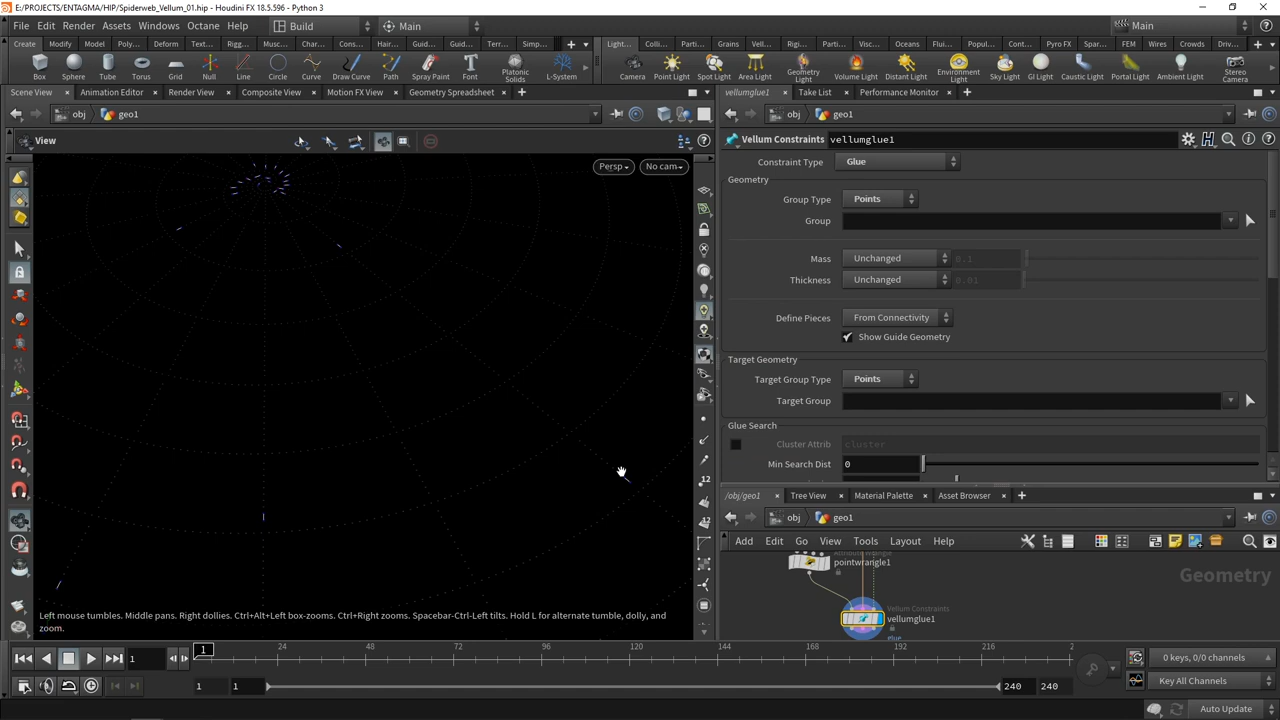 E:/PROJECTS/ENTAGMA/HIP/Spiderweb_Vellum_01.hip - Houdini FX 18.5.596 - Python 3
File Edit Render Assets Windows Octane Help Build Main Main
Create Modify Model Poly... Deform Text... Rigg... Musc... Char... Cons... Hair... Guid... Guid... Terr... Simp...
Light... Colli... Parti... Grains Vell... Rigi... Parti... Visc... Oceans Flui... Popul... Cont... Pyro FX Spar... FEM Wires Crowds Driv...
Box Sphere Tube Torus Grid Null Line Circle Curve Draw Curve Path Spray Paint Font Platonic Solids L-System
Camera Point Light Spot Light Area Light Geometry Light Volume Light Distant Light Environment Light Sky Light GI Light Caustic Light Portal Light Ambient Light Stereo Camera
Scene View Animation Editor Render View Composite View Motion FX View Geometry Spreadsheet
vellumglue1 Take List Performance Monitor
obj geo1
obj geo1
View
Vellum Constraints vellumglue1
Persp No cam
Constraint Type Glue
Geometry
Group Type Points
Group
Mass Unchanged 0.1
Thickness Unchanged 0.01
Define Pieces From Connectivity
Show Guide Geometry
Target Geometry
Target Group Type Points
Target Group
Glue Search
Cluster Attrib cluster
Min Search Dist 0
12
12
/obj/geo1 Tree View Material Palette Asset Browser
obj geo1
Add Edit Go View Tools Layout Help
Attribute Wrangle
pointwrangle1
Geometry
Vellum Constraints
vellumglue1
glue
Left mouse tumbles. Middle pans. Right dollies. Ctrl+Alt+Left box-zooms. Ctrl+Right zooms. Spacebar-Ctrl-Left tilts. Hold L for alternate tumble, dolly, and
zoom.
1 1 24 48 72 96 120 144 168 192 216 2
0 keys, 0/0 channels
1 1 240 240
Key All Channels
Auto Update